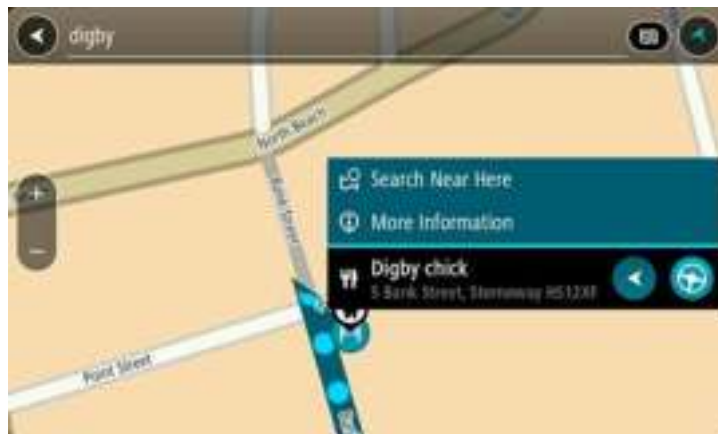 digby
North Beach
Search Near Here
Bank Street
More Information
Digby chick
5 Bank Street, Stornoway HS12XF
Point Street